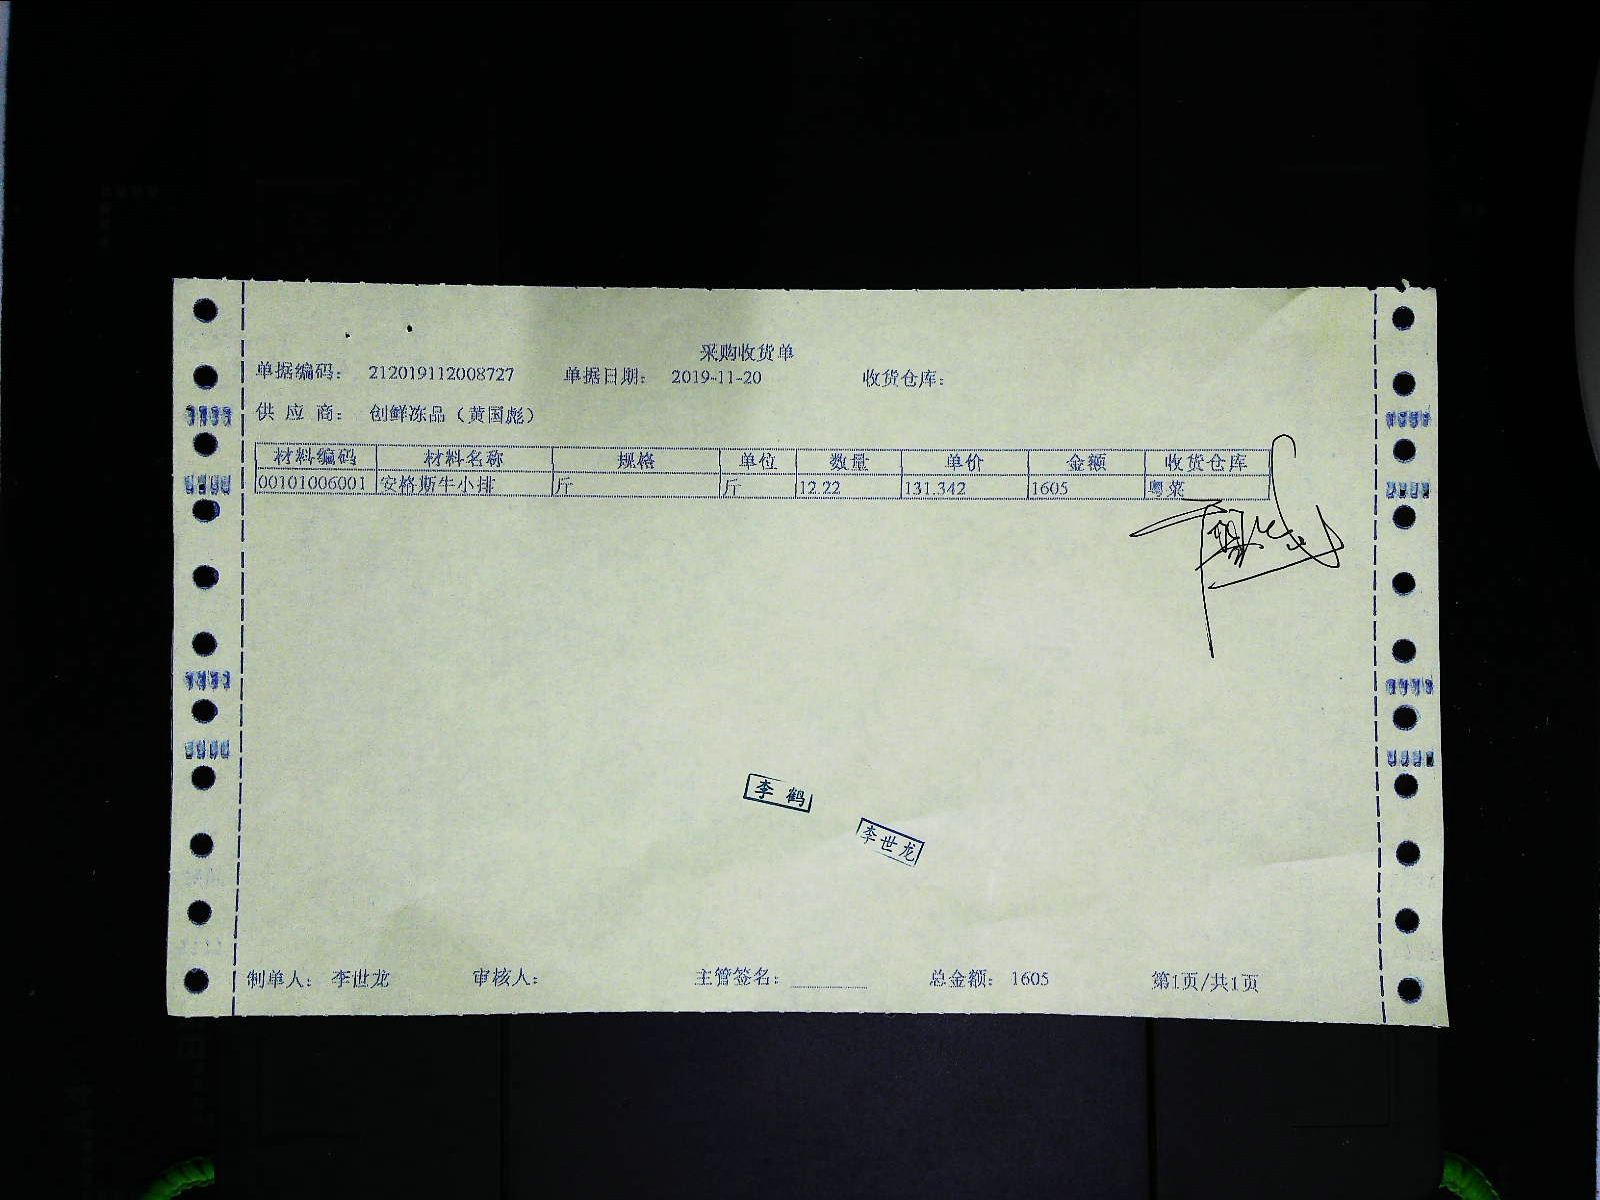 采购收货单
单据编码： 212019112008727 单据日期： 2019-11-20 收货仓库：
供应商： 创鲜冻品（黄国彪）
材料编码 材料名称 规格 单位 数量 单价 金额 收货仓库
00101006001 安格斯牛小排 斤 斤 12.22 131.342 1605 粤菜
李鹤
李世龙
制单人： 李世龙 审核人： 主管签名： 总金额： 1605 第1页/共1页